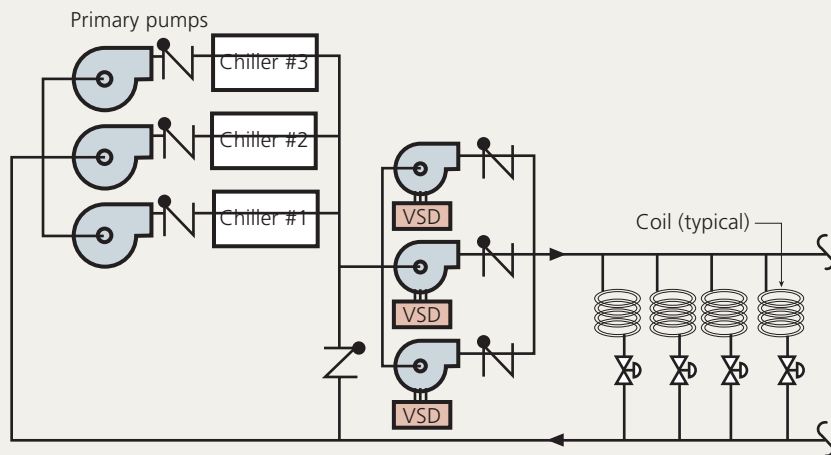 Primary pumps
Chiller #3
Chiller #2
Chiller #1
VSD
VSD
VSD
Coil (typical)